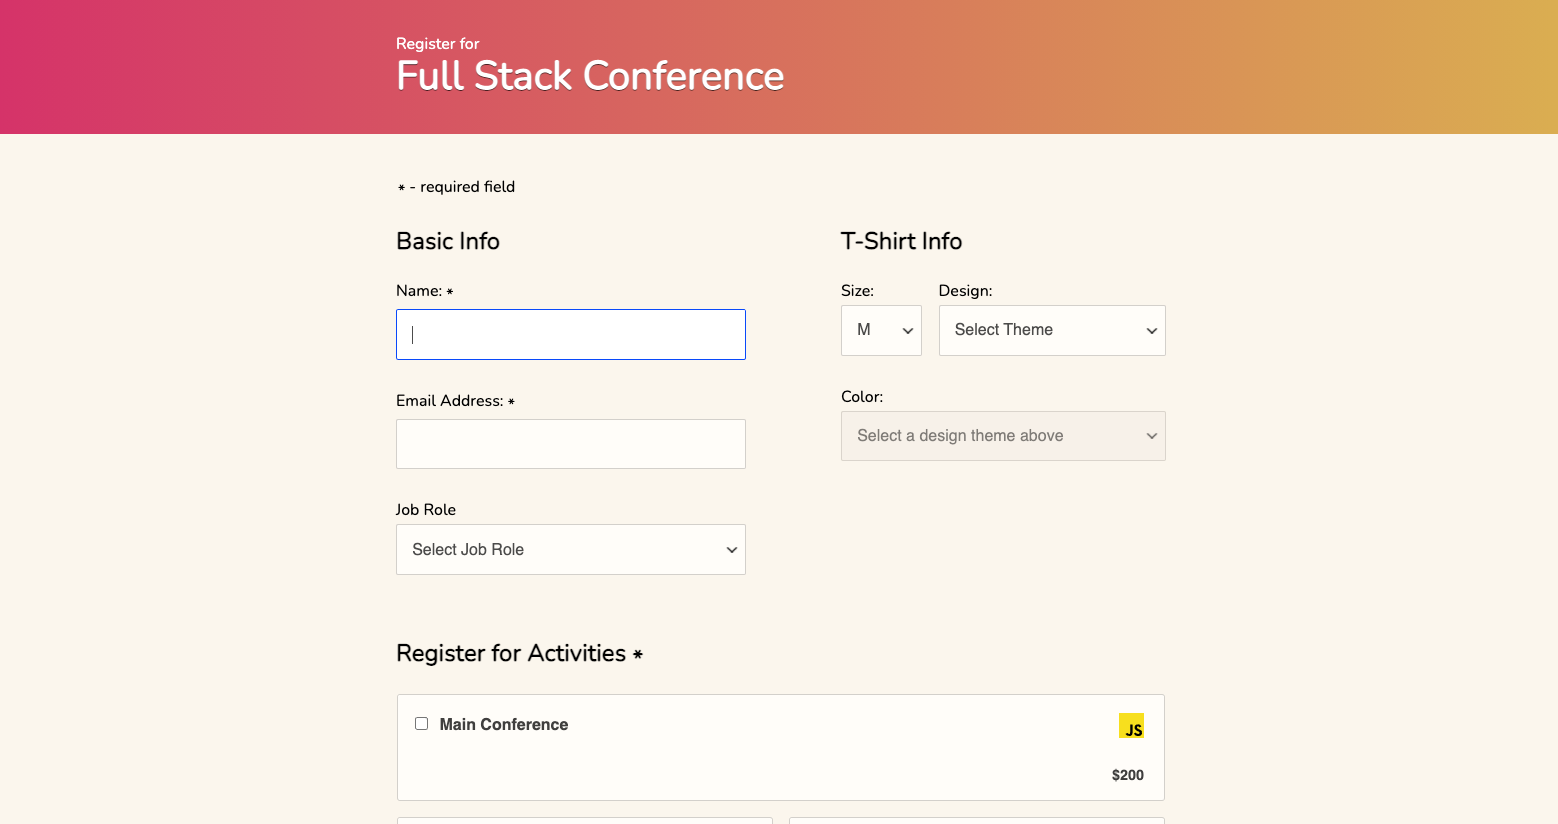 Register for
Full Stack Conference
* - required field
Basic Info
Name: *
Email Address: *
Job Role
Select Job Role
T-Shirt Info
Size:
Design:
M
Select Theme
Color:
Select a design theme above
Register for Activities *
Main Conference
JS
$200